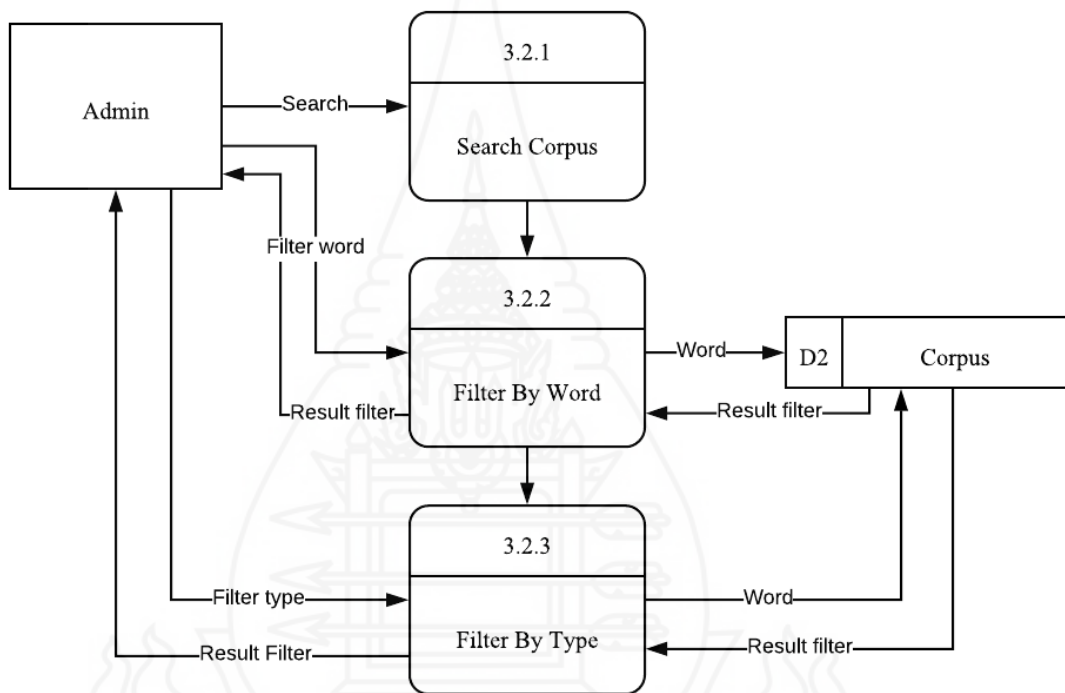 3.2.1
Admin
Search
Search Corpus
Filter word
3.2.2
Word
D2
Corpus
Filter By Word
Result filter
Result filter
3.2.3
Filter type
Word
Filter By Type
Result Filter
Result filter